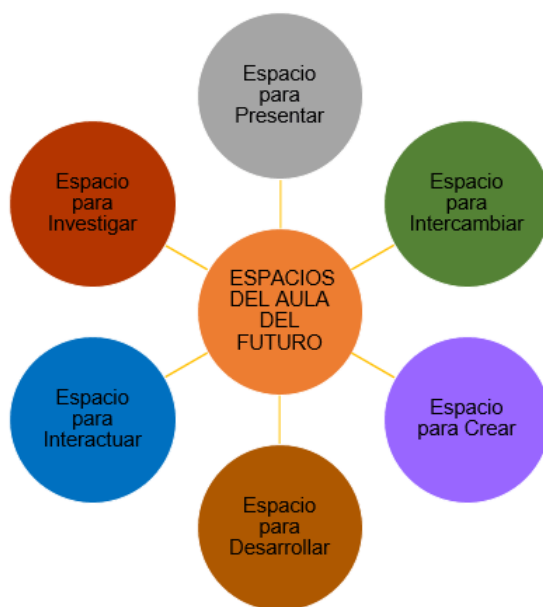 Espacio
para
Presentar
Espacio
para
Investigar
Espacio
para
Intercambiar
ESPACIOS
DEL AULA
DEL
FUTURO
Espacio
para
Interactuar
Espacio
para Crear
Espacio
para
Desarrollar